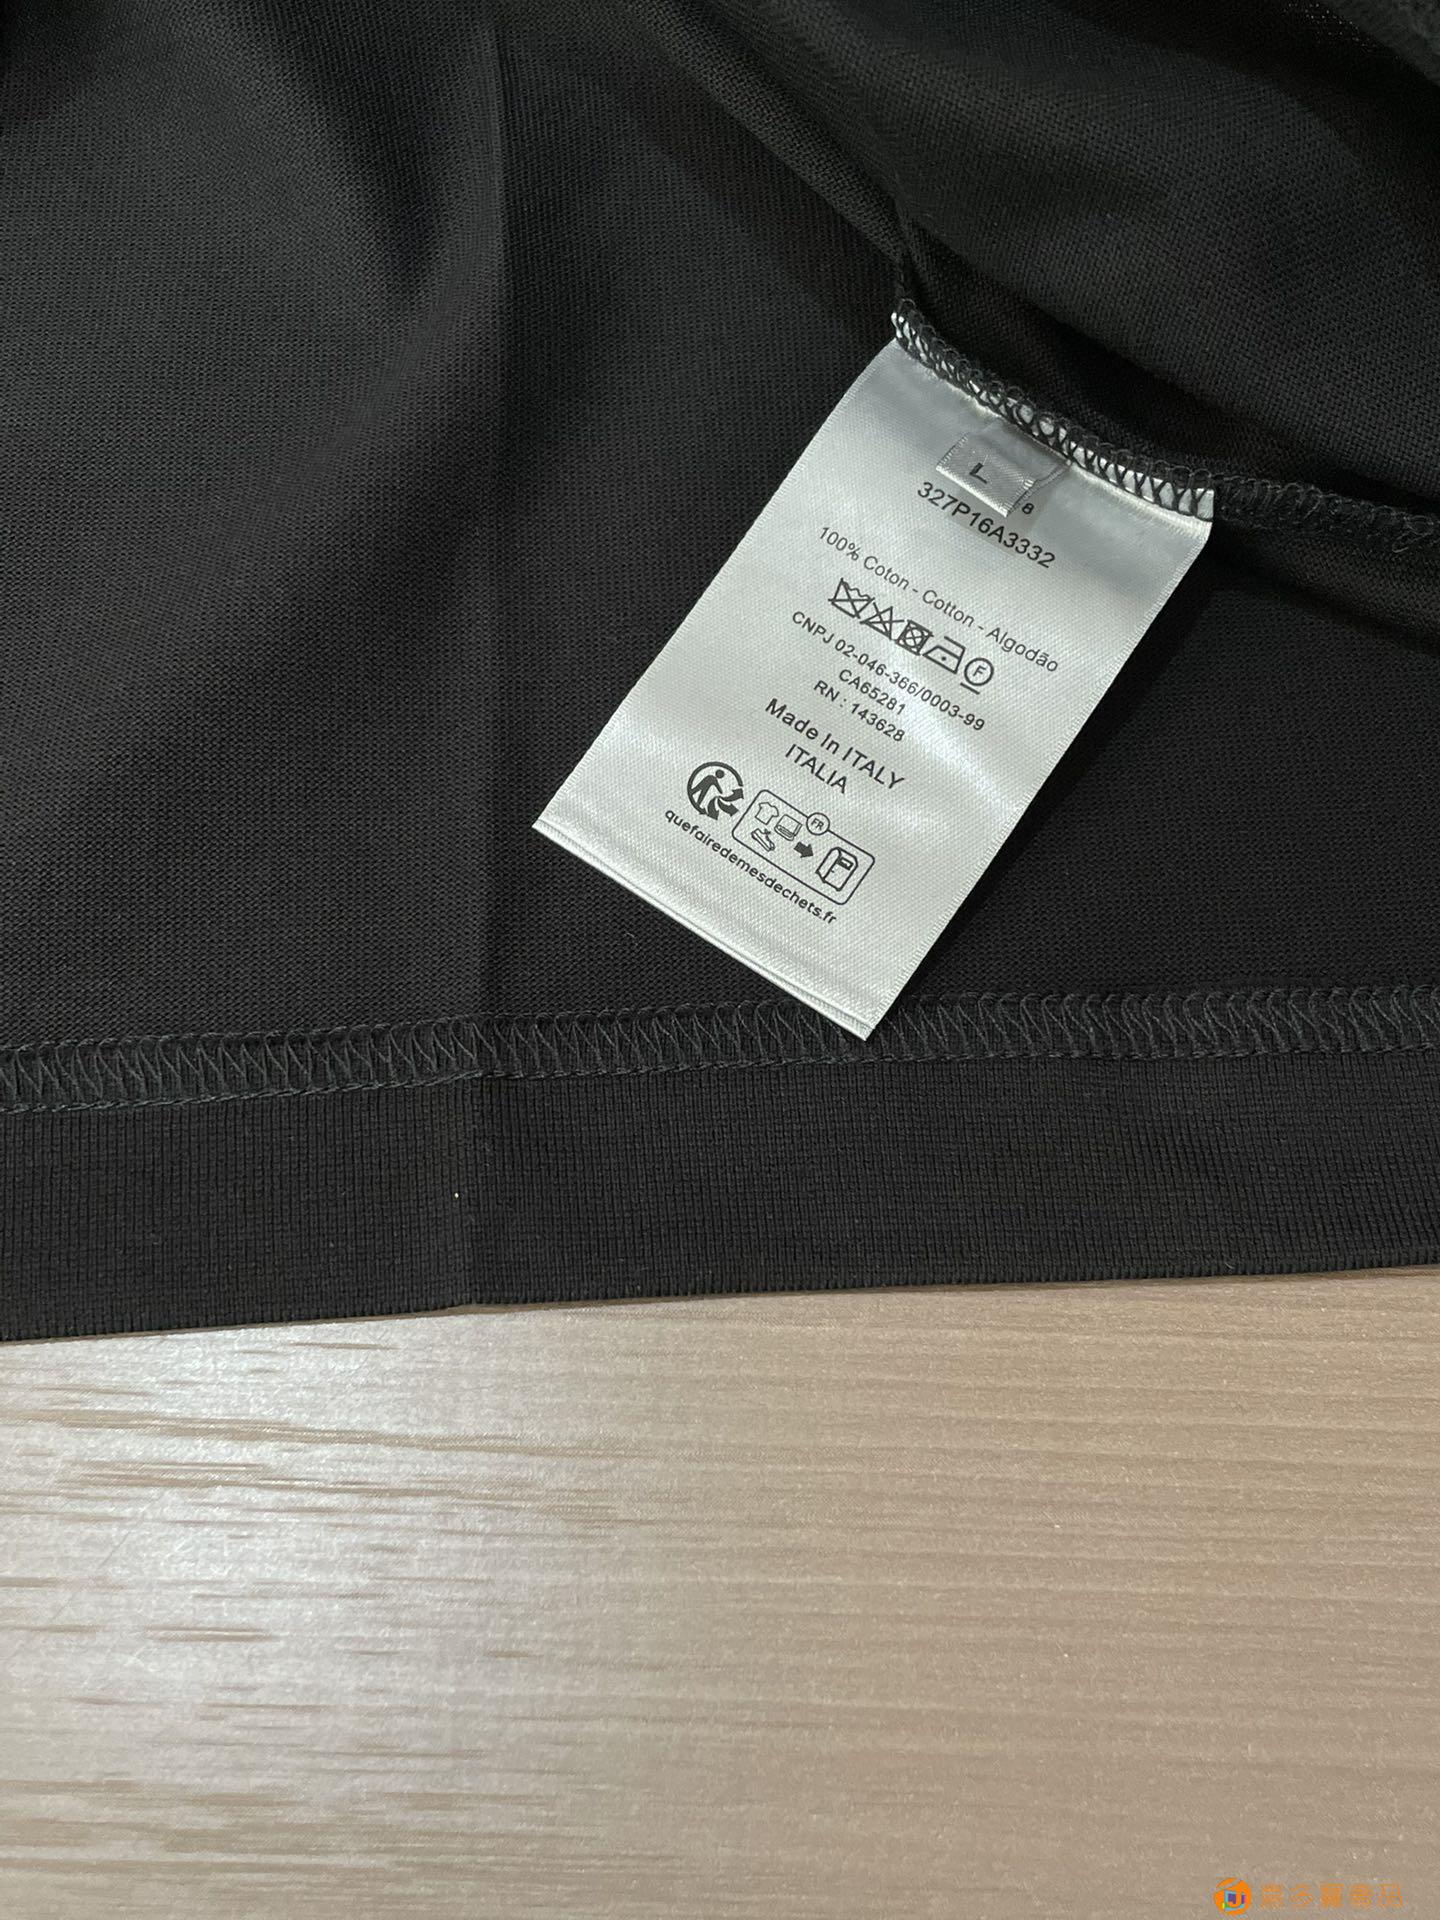 L
8
327P16A3332
100% Coton - Cotton - Algodão
F
CNPJ 02-046-366/0003-99
CA65281
RN : 143628
Made In ITALY
ITALIA
FR
quefairedemesdechets.fr